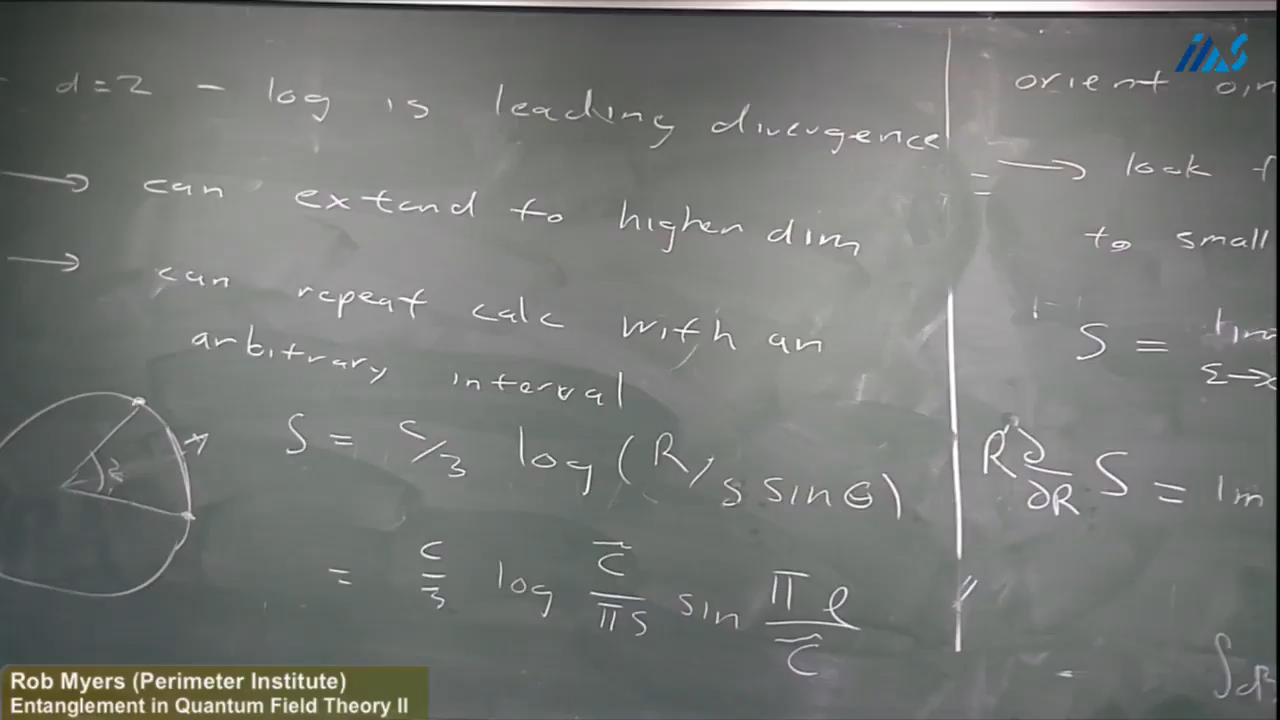 d=2 - log is leading divergence
→ can extend to higher dim
→ can repeat calc with an
arbitrary interval
S = c/3 log (R/δ sin θ)
= c/3 log C̃/πδ sin πℓ/C̃
orient
→ look
to small
S =
ε→
R ∂/∂R S =
=
IAS
Rob Myers (Perimeter Institute)
Entanglement in Quantum Field Theory II